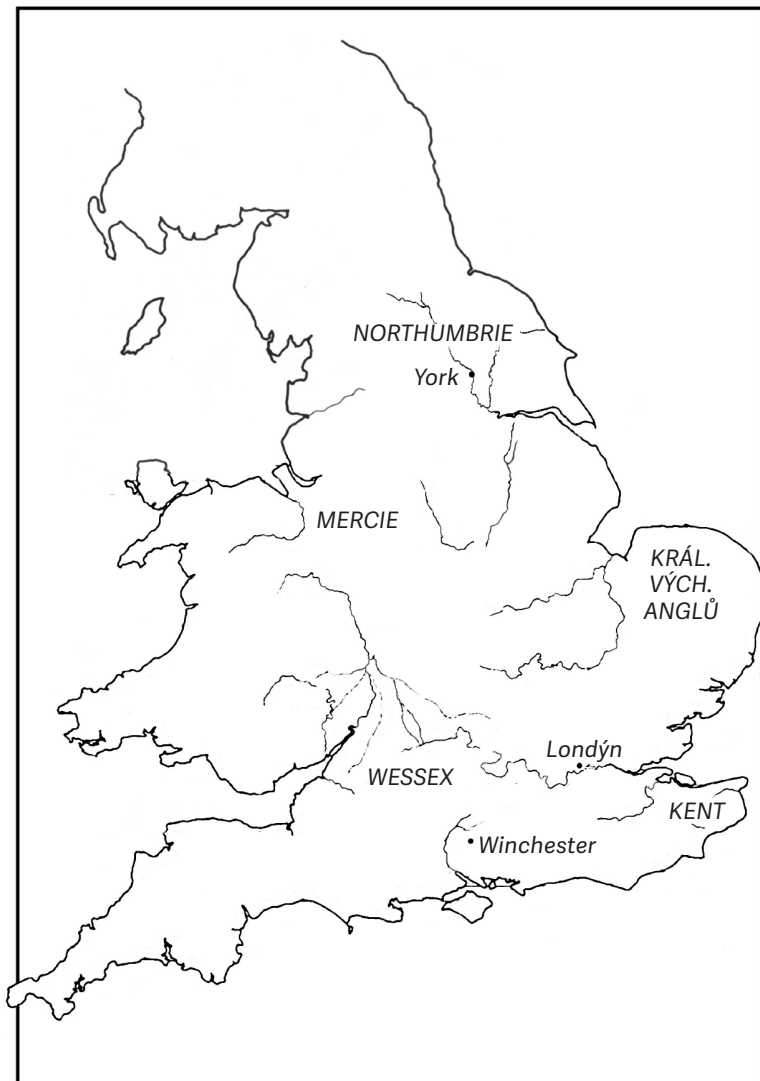 NORTHUMBRIE
York
MERCIE
KRÁL.
VÝCH.
ANGLŮ
Londýn
WESSEX
KENT
Winchester